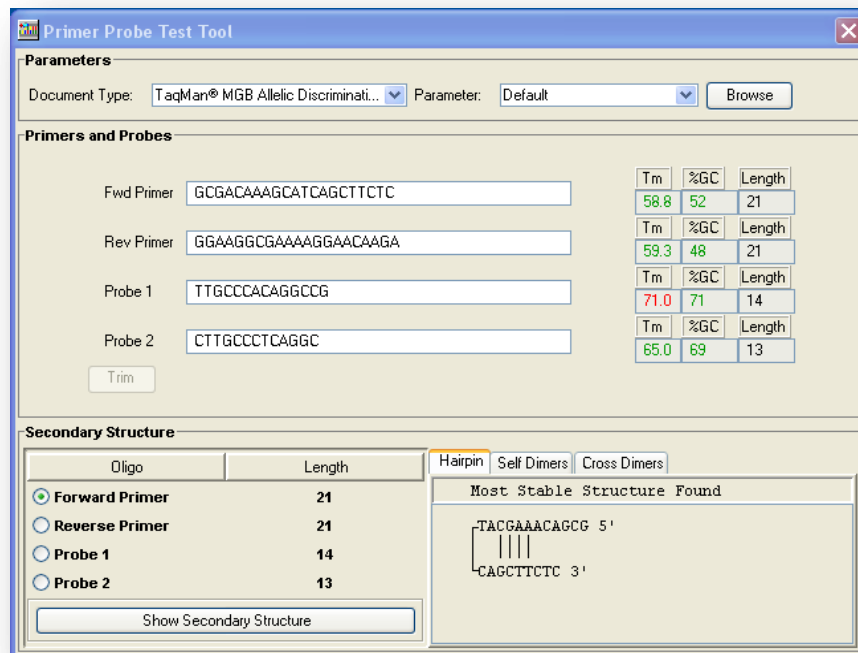 Primer Probe Test Tool
Parameters
Document Type: TaqMan® MGB Allelic Discriminati... Parameter: Default Browse
Primers and Probes
Tm %GC Length
Fwd Primer GCGACAAAGCATCAGCTTCTC 58.8 52 21
Tm %GC Length
Rev Primer GGAAGGCGAAAAGGAACAAGA 59.3 48 21
Tm %GC Length
Probe 1 TTGCCCACAGGCCG 71.0 71 14
Tm %GC Length
Probe 2 CTTGCCCTCAGGC 65.0 69 13
Trim
Secondary Structure
Oligo Length
Forward Primer 21
Reverse Primer 21
Probe 1 14
Probe 2 13
Show Secondary Structure
Hairpin Self Dimers Cross Dimers
Most Stable Structure Found
TACGAAACAGCG 5'
CAGCTTCTC 3'